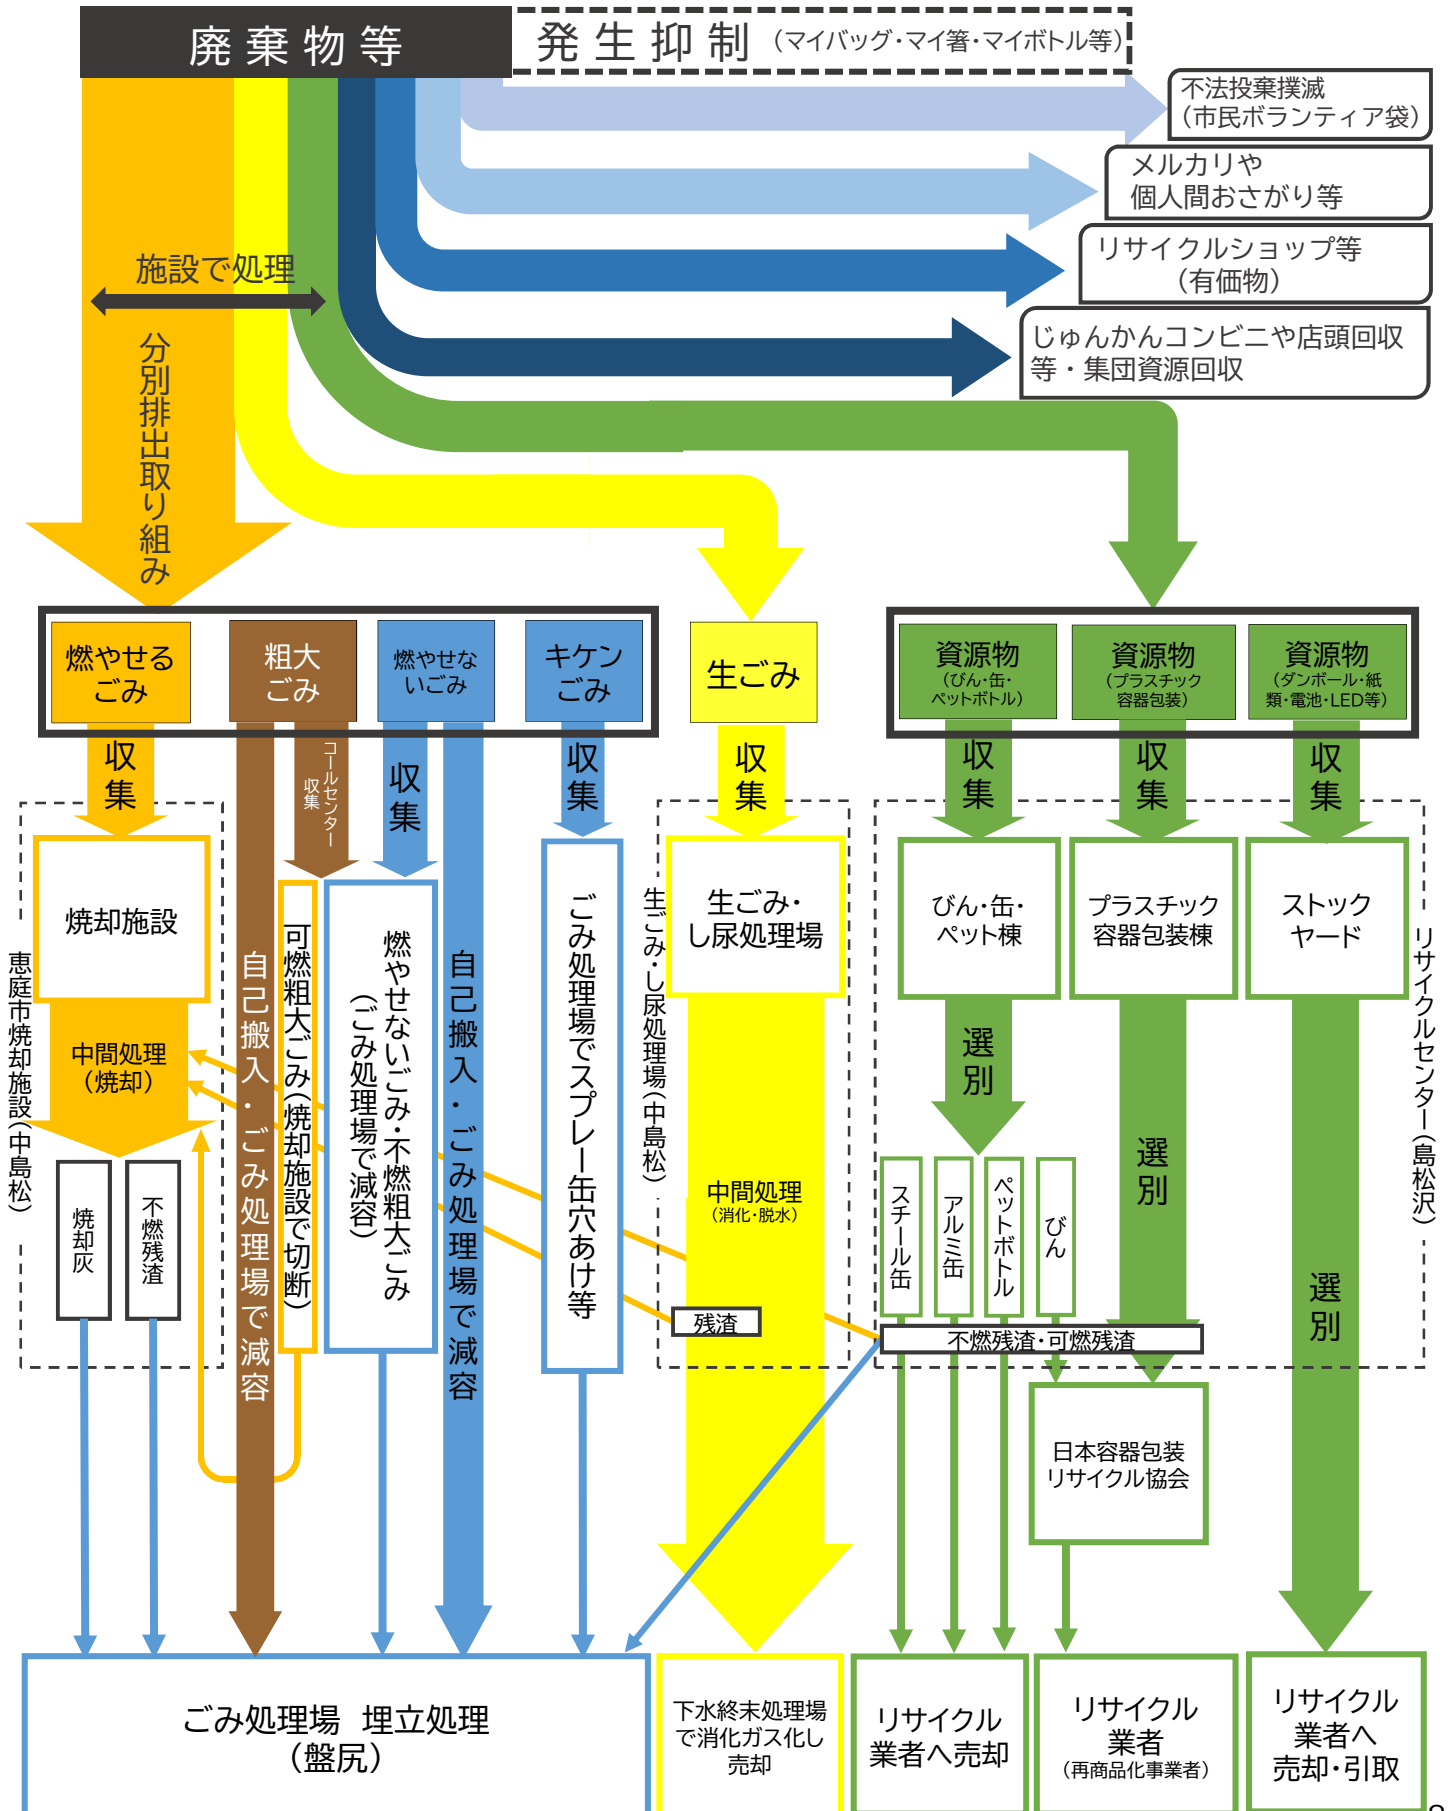 廃棄物等
発生抑制（マイバッグ・マイ箸・マイボトル等）
不法投棄撲滅
（市民ボランティア袋）
メルカリや
個人間おさがり等
リサイクルショップ等
（有価物）
じゅんかんコンビニや店頭回収
等・集団資源回収
施設で処理
分別排出取り組み
燃やせる
ごみ
粗大
ごみ
燃やせな
いごみ
キケン
ごみ
生ごみ
資源物
（びん・缶・
ペットボトル）
資源物
（プラスチック
容器包装）
資源物
（ダンボール・紙
類・電池・LED等）
収集
コールセンター
収集
収集
収集
収集
収集
収集
収集
焼却施設
恵庭市焼却施設（中島松）
中間処理
（焼却）
焼却灰
不燃残渣
自己搬入・ごみ処理場で減容
可燃粗大ごみ（焼却施設で切断）
燃やせないごみ・不燃粗大ごみ
（ごみ処理場で減容）
自己搬入・ごみ処理場で減容
ごみ処理場でスプレー缶穴あけ等
生ごみ・し尿処理場（中島松）
生ごみ・
し尿処理場
中間処理
（消化・脱水）
残渣
びん・缶・
ペット棟
プラスチック
容器包装棟
ストック
ヤード
リサイクルセンター（島松沢）
選別
選別
選別
スチール缶
アルミ缶
ペットボトル
びん
不燃残渣・可燃残渣
日本容器包装
リサイクル協会
ごみ処理場　埋立処理
（盤尻）
下水終末処理場
で消化ガス化し
売却
リサイクル
業者へ売却
リサイクル
業者
（再商品化事業者）
リサイクル
業者へ
売却・引取